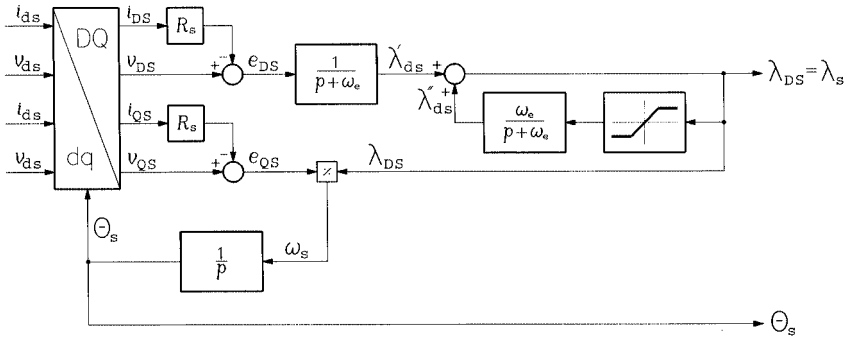 i_ds DQ i_DS R_s
v_ds v_DS + − e_DS 1/(p+ω_e) λ'_ds + λ_DS=λ_s
λ''_ds + ω_e/(p+ω_e)
i_ds i_QS R_s
v_ds dq v_QS + − e_QS × λ_DS
Θ_s 1/p ω_s
Θ_s